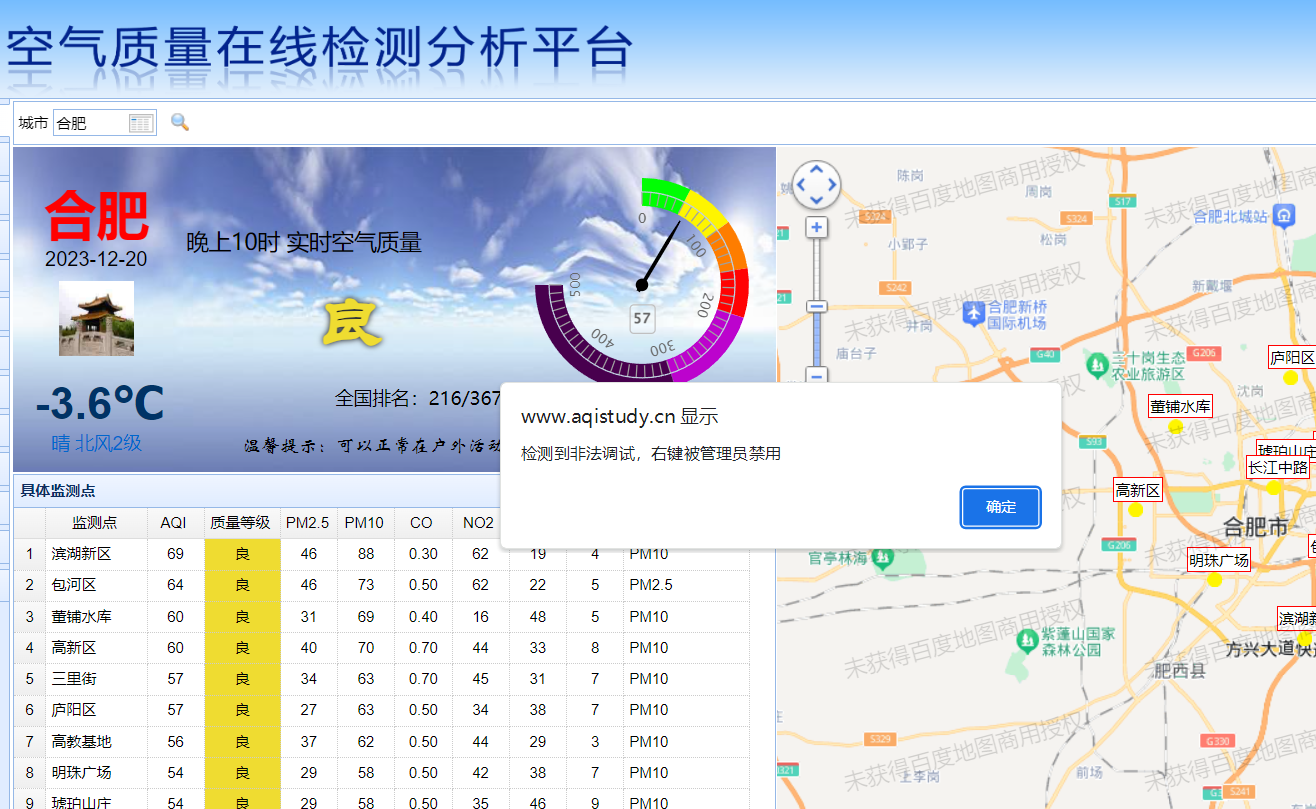 空气质量在线检测分析平台
城市 合肥
合肥
2023-12-20
晚上10时 实时空气质量
良
-3.6℃
晴 北风2级
全国排名：216/367
温馨提示：可以正常在户外活动
0
100
200
300
400
500
57
www.aqistudy.cn 显示
检测到非法调试，右键被管理员禁用
确定
具体监测点
监测点 AQI 质量等级 PM2.5 PM10 CO NO2
1 滨湖新区 69 良 46 88 0.30 62 19 4 PM10
2 包河区 64 良 46 73 0.50 62 22 5 PM2.5
3 董铺水库 60 良 31 69 0.40 16 48 5 PM10
4 高新区 60 良 40 70 0.70 44 33 8 PM10
5 三里街 57 良 34 63 0.70 45 31 7 PM10
6 庐阳区 57 良 27 63 0.50 34 38 7 PM10
7 高教基地 56 良 37 62 0.50 44 29 3 PM10
8 明珠广场 54 良 29 58 0.50 42 38 7 PM10
9 琥珀山庄 54 良 29 58 0.50 35 46 9 PM10
未获得百度地图商用授权
陈岗
周岗
S17
S324
S324
合肥北城站
小郢子
松岗
S242
新戴堰
合肥新桥
国际机场
井岗
庙台子
G40
三十岗生态
农业旅游区
G206
庐阳区
沈岗
董铺水库
S93
琥珀山庄
长江中路
高新区
合肥市
G206
官亭林海
明珠广场
滨湖新
紫蓬山国家
森林公园
方兴大道快
肥西县
S329
G330
上李岗
前场
S241